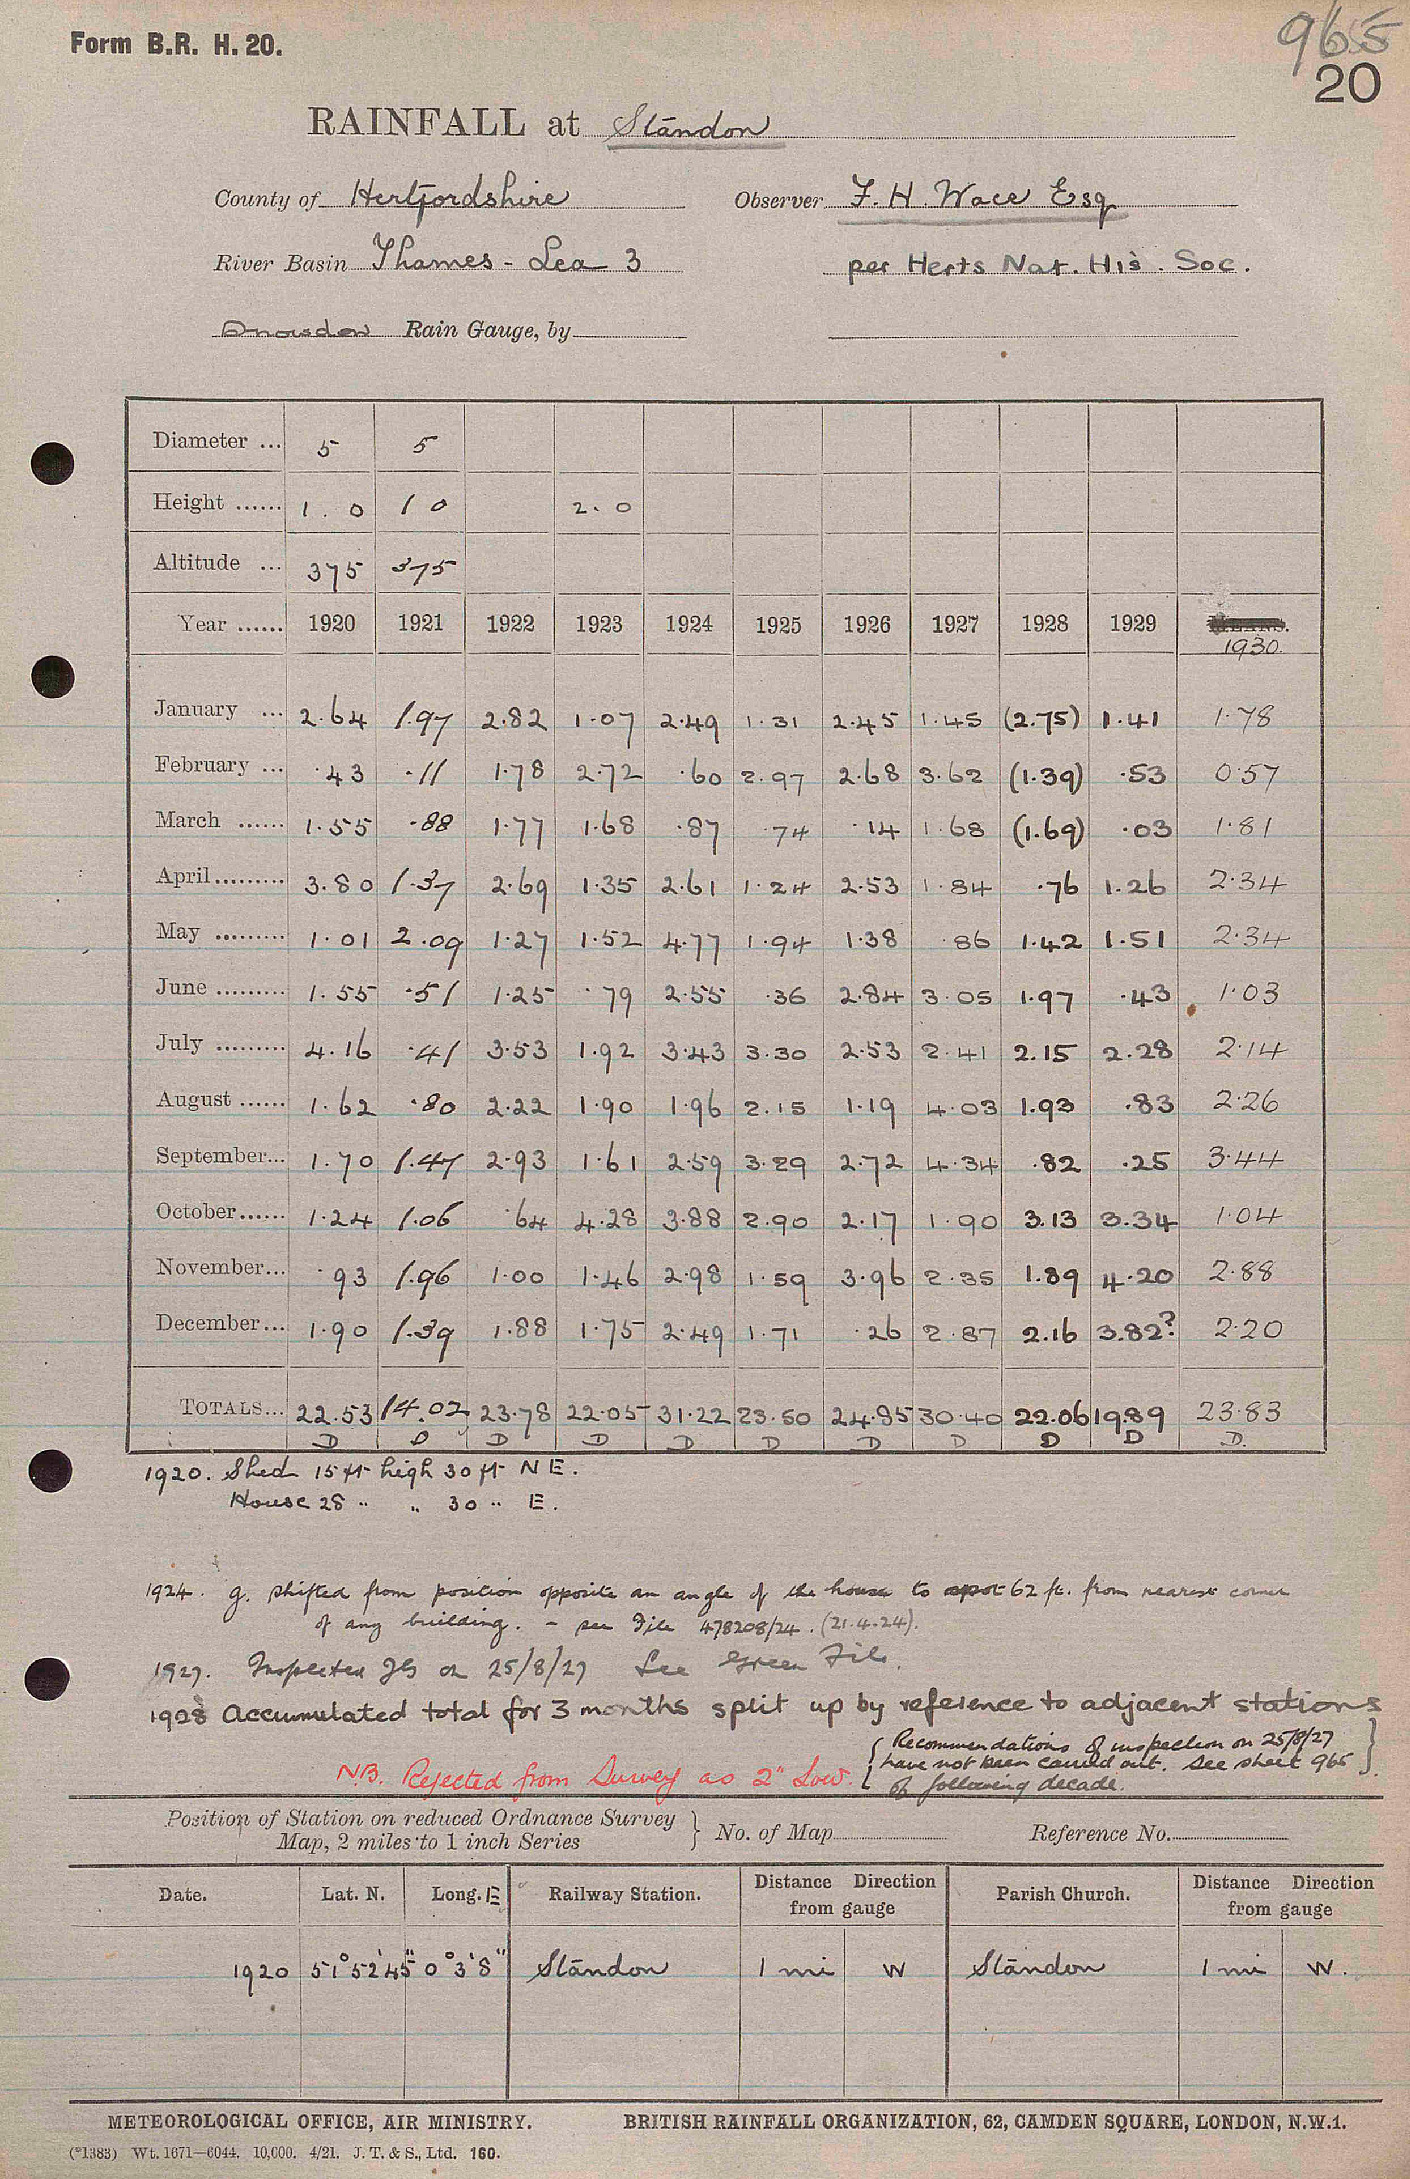 Form B.R. H. 20.
965
20
RAINFALL at Standon
County of Hertfordshire Observer F. H. Wace Esq
River Basin Thames - Lea 3 per Herts Nat. His. Soc.
Snowdon Rain Gauge, by
Diameter ... 5 5
Height ...... 1.0 1 0 2.0
Altitude ... 375 375
Year ...... 1920 1921 1922 1923 1924 1925 1926 1927 1928 1929 1930
January ... 2.64 1.97 2.82 1.07 2.49 1.31 2.45 1.45 (2.75) 1.41 1.78
February ... .43 .11 1.78 2.72 .60 2.97 2.68 3.62 (1.39) .53 0.57
March ...... 1.55 .88 1.77 1.68 .87 .74 .14 1.68 (1.69) .03 1.81
April......... 3.80 1.37 2.69 1.35 2.61 1.24 2.53 1.84 .76 1.26 2.34
May ......... 1.01 2.09 1.27 1.52 4.77 1.94 1.38 .86 1.42 1.51 2.34
June ......... 1.55 .51 1.25 .79 2.55 .36 2.84 3.05 1.97 .43 1.03
July ......... 4.16 .41 3.53 1.92 3.43 3.30 2.53 2.41 2.15 2.28 2.14
August ...... 1.62 .80 2.22 1.90 1.96 2.15 1.19 4.03 1.93 .83 2.26
September... 1.70 1.47 2.93 1.61 2.59 3.29 2.72 4.34 .82 .25 3.44
October...... 1.24 1.06 .64 4.28 3.88 2.90 2.17 1.90 3.13 3.34 1.04
November... .93 1.96 1.00 1.46 2.98 1.59 3.96 2.35 1.89 4.20 2.88
December... 1.90 1.39 1.88 1.75 2.49 1.71 .26 2.87 2.16 3.82? 2.20
TOTALS... 22.53 14.02 23.78 22.05 31.22 23.50 24.85 30.40 22.06 19.89 23.83
D D D D D D D D D D D.
1920. Shed 15 ft high 30 ft N E.
House 28 " " 30 " E.
1924. g. shifted from position opposite an angle of the house to spot 62 ft. from nearest corner
of any building. - see File 478208/24. (21.4.24).
1927. Inspected JG on 25/8/27 See Green File.
1928 Accumulated total for 3 months split up by reference to adjacent stations
N.B. Rejected from Survey as 2" Low.
{Recommendations of inspection on 25/8/27
have not been carried out. See sheet 965
of following decade.}
Position of Station on reduced Ordnance Survey
Map, 2 miles to 1 inch Series } No. of Map Reference No.
Date. Lat. N. Long. E Railway Station. Distance Direction from gauge Parish Church. Distance Direction from gauge
1920 51° 52' 45" 0° 3' 8" Standon 1 mi W Standon 1 mi W.
METEOROLOGICAL OFFICE, AIR MINISTRY. BRITISH RAINFALL ORGANIZATION, 62, CAMDEN SQUARE, LONDON, N.W.1.
(*1383) Wt. 1671—6044. 10,000. 4/21. J. T. & S., Ltd. 160.